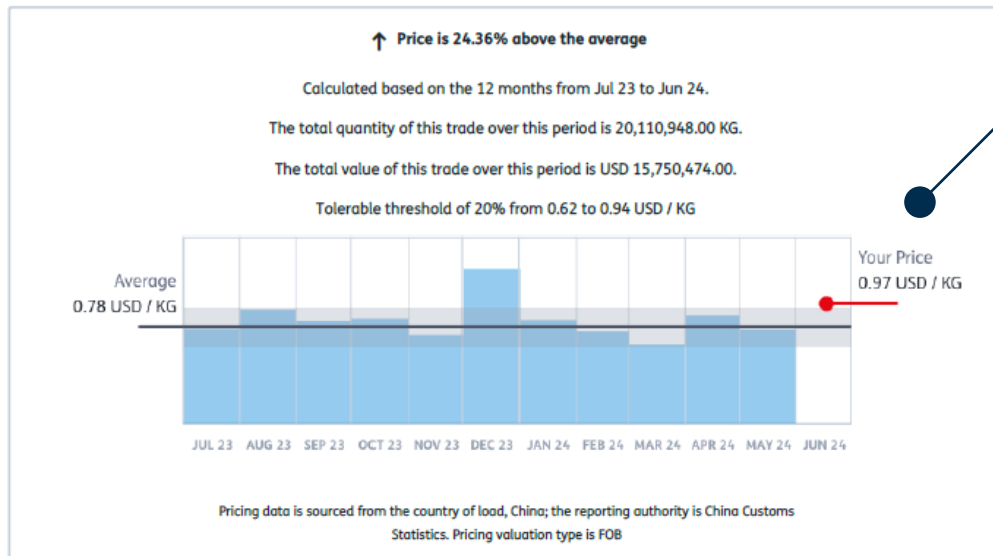 ↑ Price is 24.36% above the average
Calculated based on the 12 months from Jul 23 to Jun 24.
The total quantity of this trade over this period is 20,110,948.00 KG.
The total value of this trade over this period is USD 15,750,474.00.
Tolerable threshold of 20% from 0.62 to 0.94 USD / KG
Average
0.78 USD / KG
Your Price
0.97 USD / KG
JUL 23 AUG 23 SEP 23 OCT 23 NOV 23 DEC 23 JAN 24 FEB 24 MAR 24 APR 24 MAY 24 JUN 24
Pricing data is sourced from the country of load, China; the reporting authority is China Customs
Statistics. Pricing valuation type is FOB